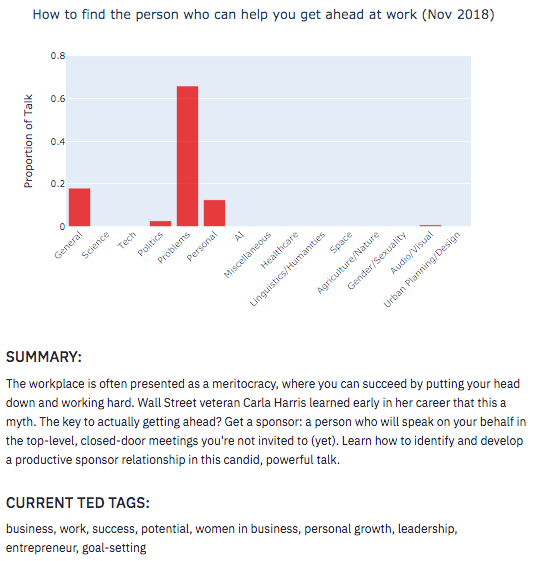 How to find the person who can help you get ahead at work (Nov 2018)
0.8
0.6
0.4
0.2
0
Proportion of Talk
General
Science
Tech
Politics
Problems
Personal
AI
Miscellaneous
Healthcare
Linguistics/Humanities
Space
Agriculture/Nature
Gender/Sexuality
Audio/Visual
Urban Planning/Design
SUMMARY:
The workplace is often presented as a meritocracy, where you can succeed by putting your head
down and working hard. Wall Street veteran Carla Harris learned early in her career that this a
myth. The key to actually getting ahead? Get a sponsor: a person who will speak on your behalf in
the top-level, closed-door meetings you're not invited to (yet). Learn how to identify and develop
a productive sponsor relationship in this candid, powerful talk.
CURRENT TED TAGS:
business, work, success, potential, women in business, personal growth, leadership,
entrepreneur, goal-setting